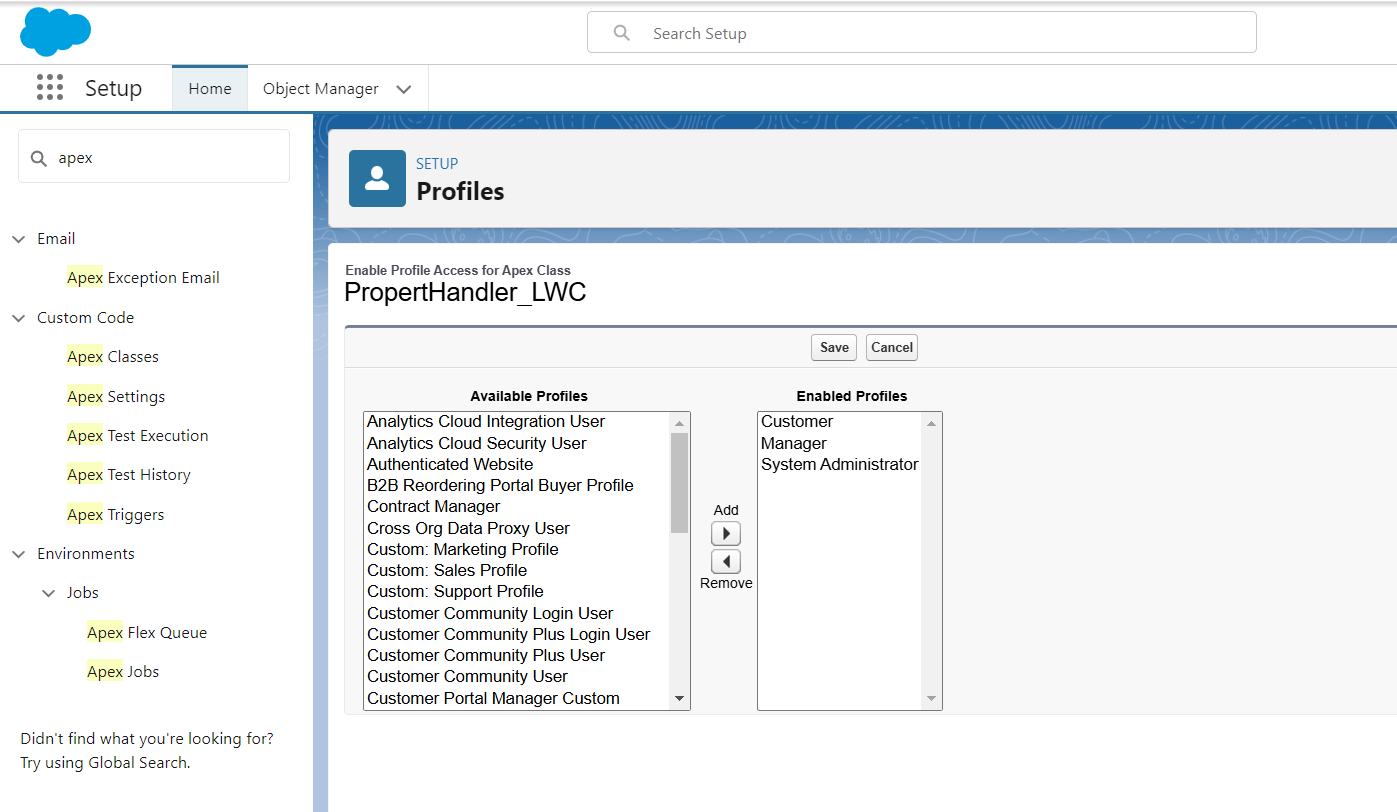 Search Setup
Setup
Home
Object Manager
apex
Email
Apex Exception Email
Custom Code
Apex Classes
Apex Settings
Apex Test Execution
Apex Test History
Apex Triggers
Environments
Jobs
Apex Flex Queue
Apex Jobs
Didn't find what you're looking for?
Try using Global Search.
SETUP
Profiles
Enable Profile Access for Apex Class
PropertHandler_LWC
Save Cancel
Available Profiles
Analytics Cloud Integration User
Analytics Cloud Security User
Authenticated Website
B2B Reordering Portal Buyer Profile
Contract Manager
Cross Org Data Proxy User
Custom: Marketing Profile
Custom: Sales Profile
Custom: Support Profile
Customer Community Login User
Customer Community Plus Login User
Customer Community Plus User
Customer Community User
Customer Portal Manager Custom
Add
Remove
Enabled Profiles
Customer
Manager
System Administrator